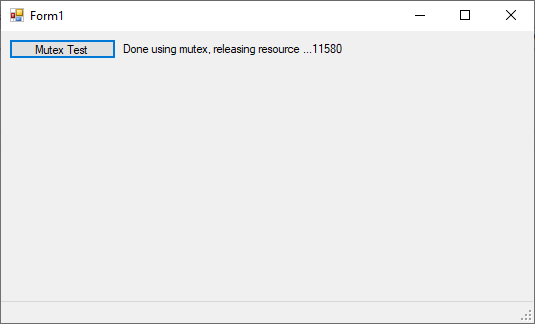 Form1
Mutex Test
Done using mutex, releasing resource ...11580